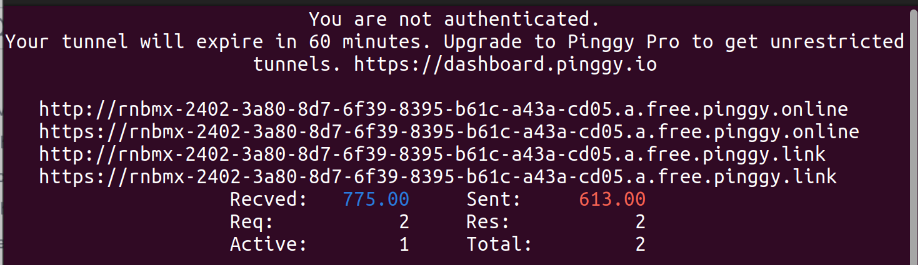 You are not authenticated.
Your tunnel will expire in 60 minutes. Upgrade to Pinggy Pro to get unrestricted
tunnels. https://dashboard.pinggy.io
http://rnbmx-2402-3a80-8d7-6f39-8395-b61c-a43a-cd05.a.free.pinggy.online
https://rnbmx-2402-3a80-8d7-6f39-8395-b61c-a43a-cd05.a.free.pinggy.online
http://rnbmx-2402-3a80-8d7-6f39-8395-b61c-a43a-cd05.a.free.pinggy.link
https://rnbmx-2402-3a80-8d7-6f39-8395-b61c-a43a-cd05.a.free.pinggy.link
Recved: 775.00 Sent: 613.00
Req: 2 Res: 2
Active: 1 Total: 2